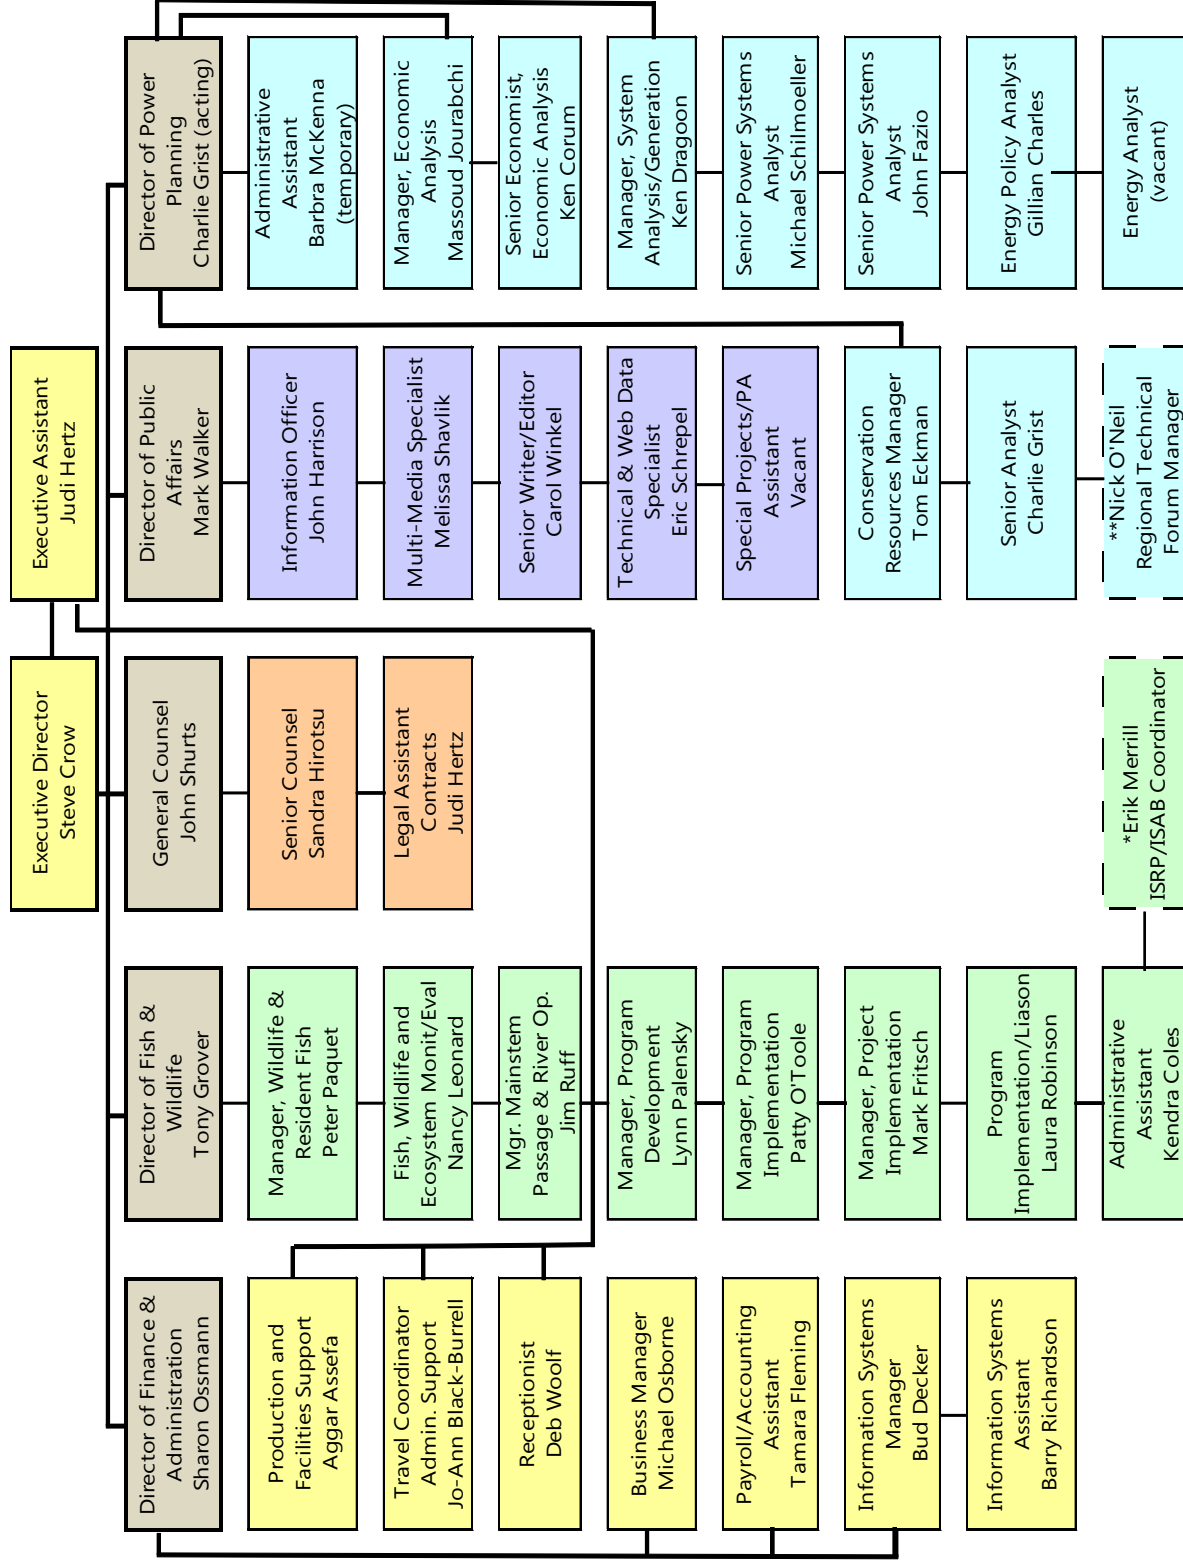 Executive Director
Steve Crow
Executive Assistant
Judi Hertz
Director of Finance &
Administration
Sharon Ossmann
Director of Fish &
Wildlife
Tony Grover
General Counsel
John Shurts
Director of Public
Affairs
Mark Walker
Director of Power
Planning
Charlie Grist (acting)
Production and
Facilities Support
Aggar Assefa
Manager, Wildlife &
Resident Fish
Peter Paquet
Senior Counsel
Sandra Hirotsu
Information Officer
John Harrison
Administrative
Assistant
Barbra McKenna
(temporary)
Travel Coordinator
Admin. Support
Jo-Ann Black-Burrell
Fish, Wildlife and
Ecosystem Monit/Eval
Nancy Leonard
Legal Assistant
Contracts
Judi Hertz
Multi-Media Specialist
Melissa Shavlik
Manager, Economic
Analysis
Massoud Jourabchi
Receptionist
Deb Woolf
Mgr. Mainstem
Passage & River Op.
Jim Ruff
Senior Writer/Editor
Carol Winkel
Senior Economist,
Economic Analysis
Ken Corum
Business Manager
Michael Osborne
Manager, Program
Development
Lynn Palensky
Technical & Web Data
Specialist
Eric Schrepel
Manager, System
Analysis/Generation
Ken Dragoon
Payroll/Accounting
Assistant
Tamara Fleming
Manager, Program
Implementation
Patty O'Toole
Special Projects/PA
Assistant
Vacant
Senior Power Systems
Analyst
Michael Schilmoeller
Information Systems
Manager
Bud Decker
Manager, Project
Implementation
Mark Fritsch
Conservation
Resources Manager
Tom Eckman
Senior Power Systems
Analyst
John Fazio
Information Systems
Assistant
Barry Richardson
Program
Implementation/Liason
Laura Robinson
Senior Analyst
Charlie Grist
Energy Policy Analyst
Gillian Charles
Administrative
Assistant
Kendra Coles
*Erik Merrill
ISRP/ISAB Coordinator
**Nick O'Neil
Regional Technical
Forum Manager
Energy Analyst
(vacant)